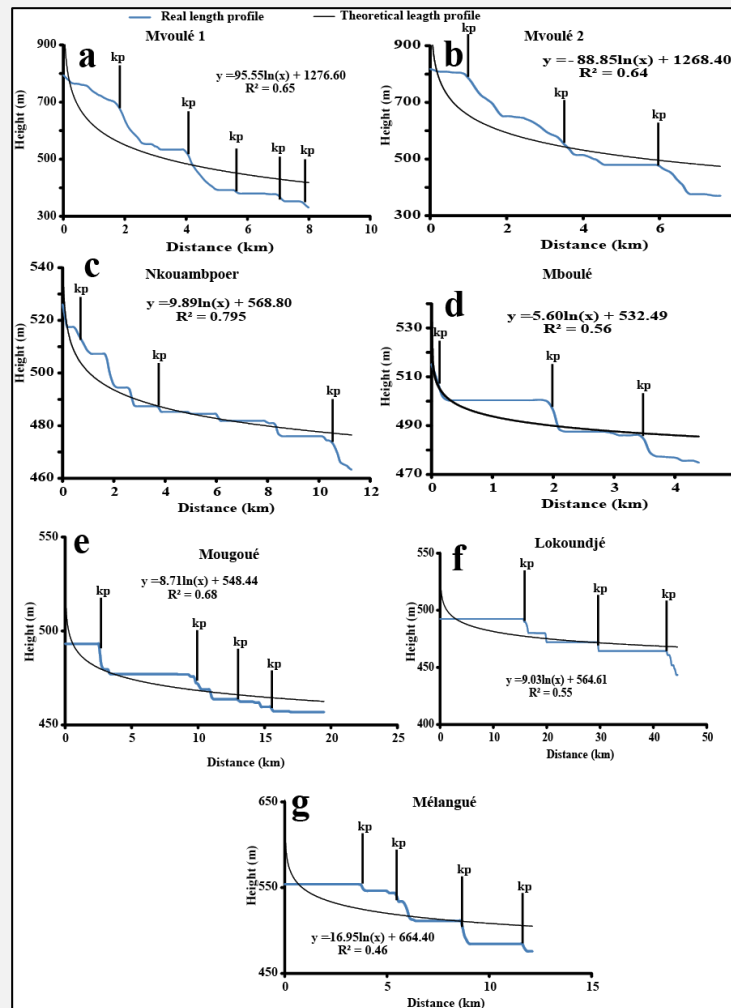 Real length profile Theoretical leagth profile
Mvoulé 1
a
Height (m)
900
700
500
300
kp kp kp kp kp
y =95.55ln(x) + 1276.60
R² = 0.65
0 2 4 6 8 10
Distance (km)
Mvoulé 2
b
Height (m)
900
700
500
300
kp kp kp
y =- 88.85ln(x) + 1268.40
R² = 0.64
0 2 4 6
Distance (km)
c
Nkouambpoer
Height (m)
540
520
500
480
460
kp kp kp
y =9.89ln(x) + 568.80
R² = 0.795
0 2 4 6 8 10 12
Distance (km)
Mboulé
d
Height (m)
530
510
490
470
kp kp kp
y =5.60ln(x) + 532.49
R² = 0.56
0 1 2 3 4
Distance (km)
e
Mougoué
Height (m)
550
500
450
kp kp kp kp
y =8.71ln(x) + 548.44
R² = 0.68
0 5 10 15 20 25
Distance (km)
Lokoundjé
f
Height (m)
550
500
450
400
kp kp kp
y =9.03ln(x) + 564.61
R² = 0.55
0 10 20 30 40 50
Distance (km)
g
Mélangué
Height (m)
650
550
450
kp kp kp kp
y =16.95ln(x) + 664.40
R² = 0.46
0 5 10 15
Distance (km)